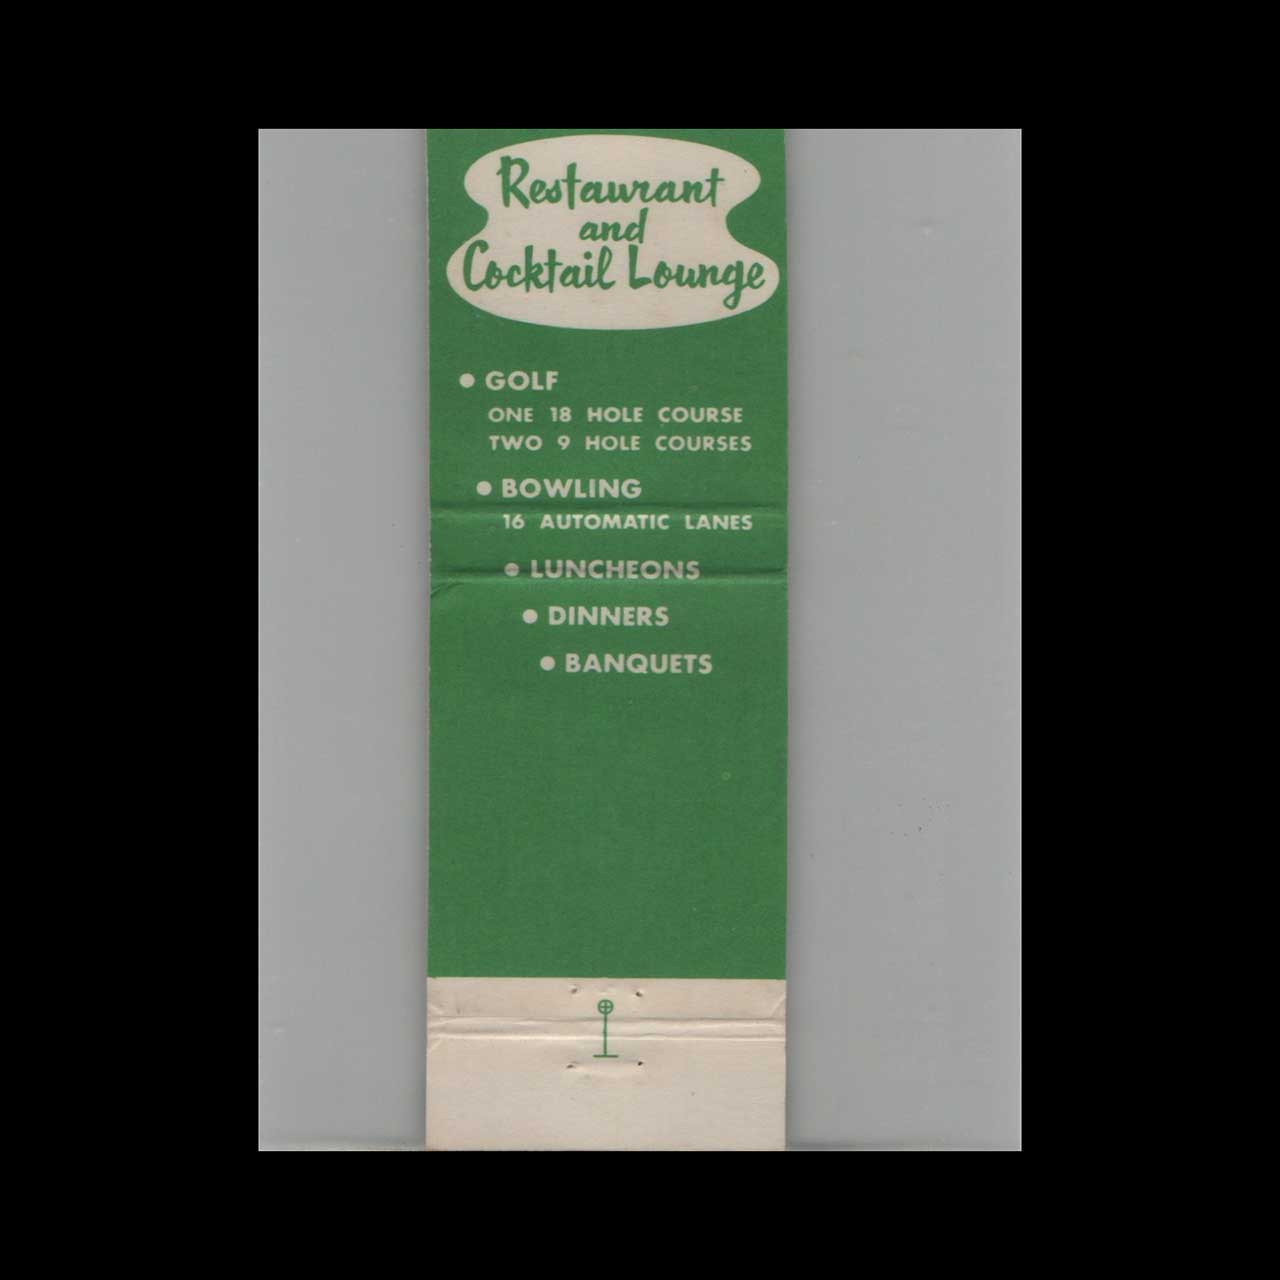 Restaurant
and
Cocktail Lounge
● GOLF
ONE 18 HOLE COURSE
TWO 9 HOLE COURSES
● BOWLING
16 AUTOMATIC LANES
● LUNCHEONS
● DINNERS
● BANQUETS